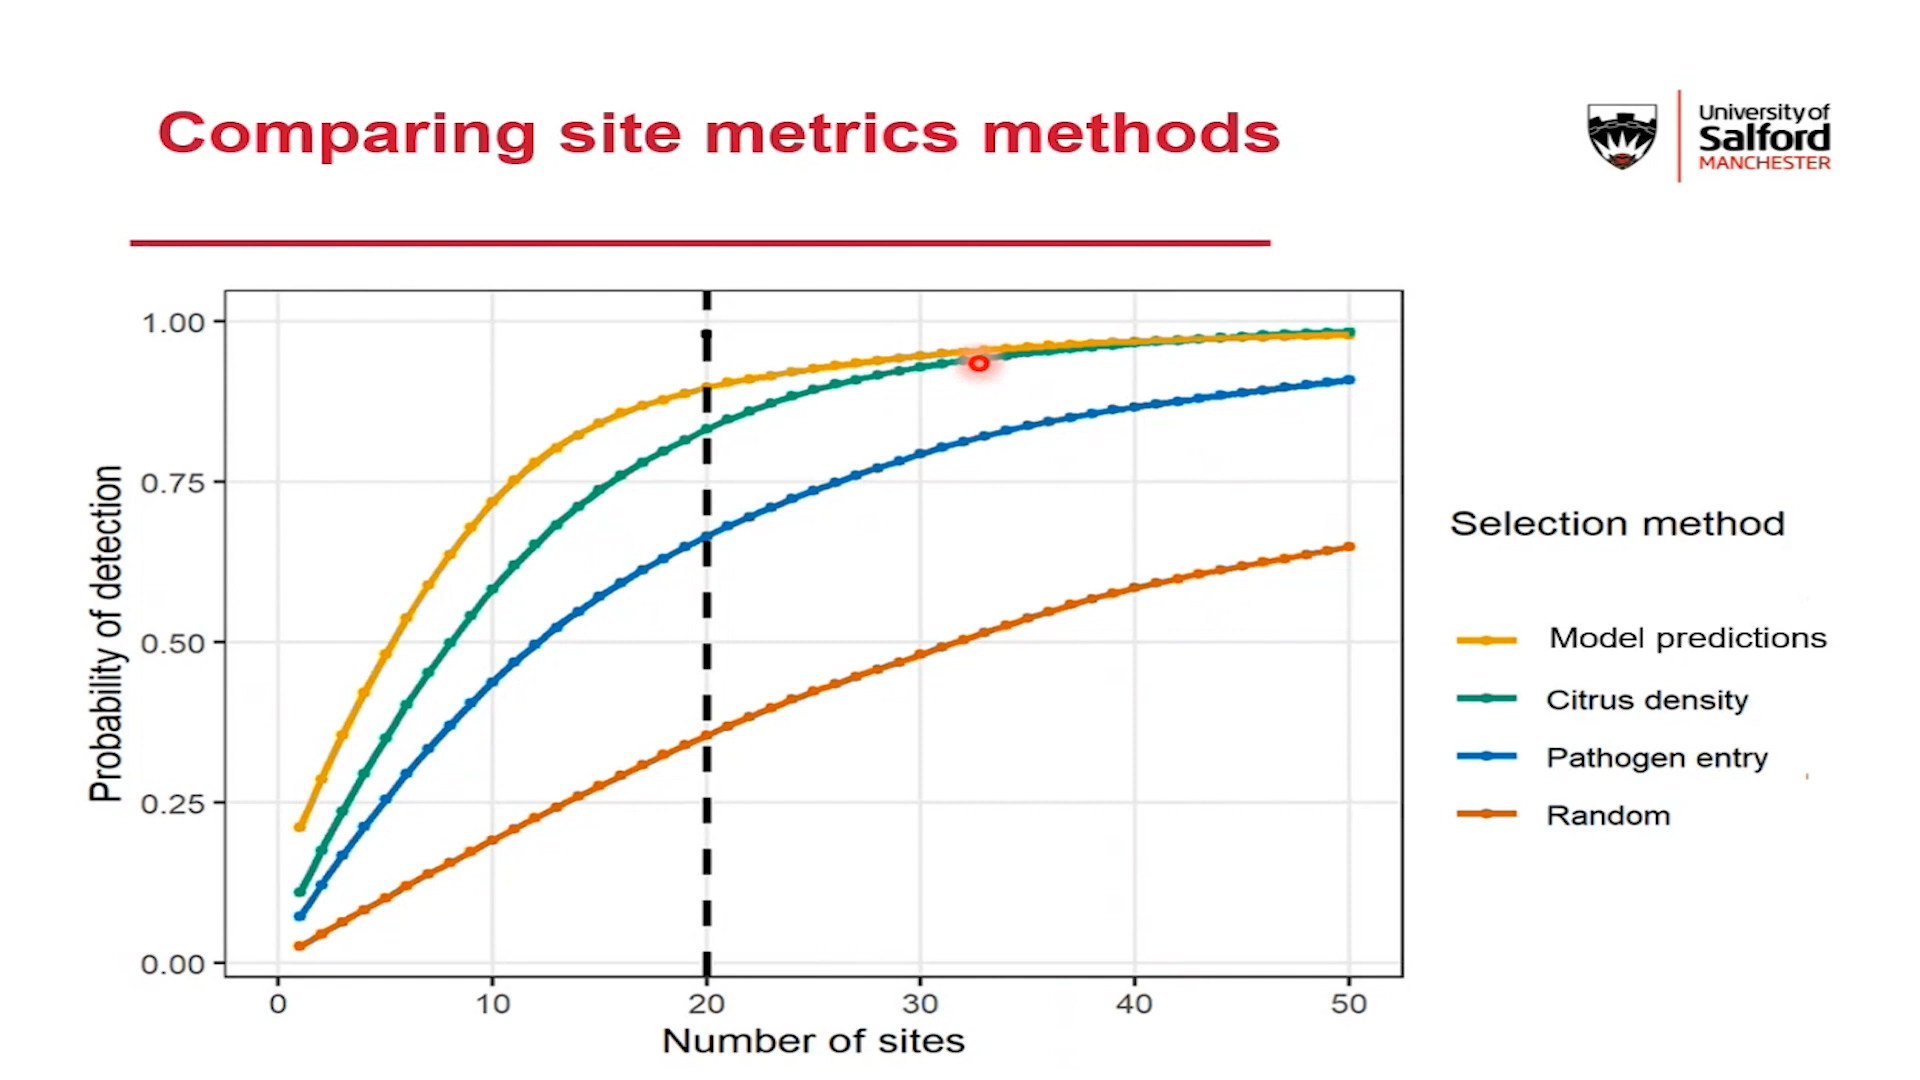 Comparing site metrics methods
University of
Salford
MANCHESTER
1.00
0.75
0.50
0.25
0.00
Probability of detection
0 10 20 30 40 50
Number of sites
Selection method
Model predictions
Citrus density
Pathogen entry
Random